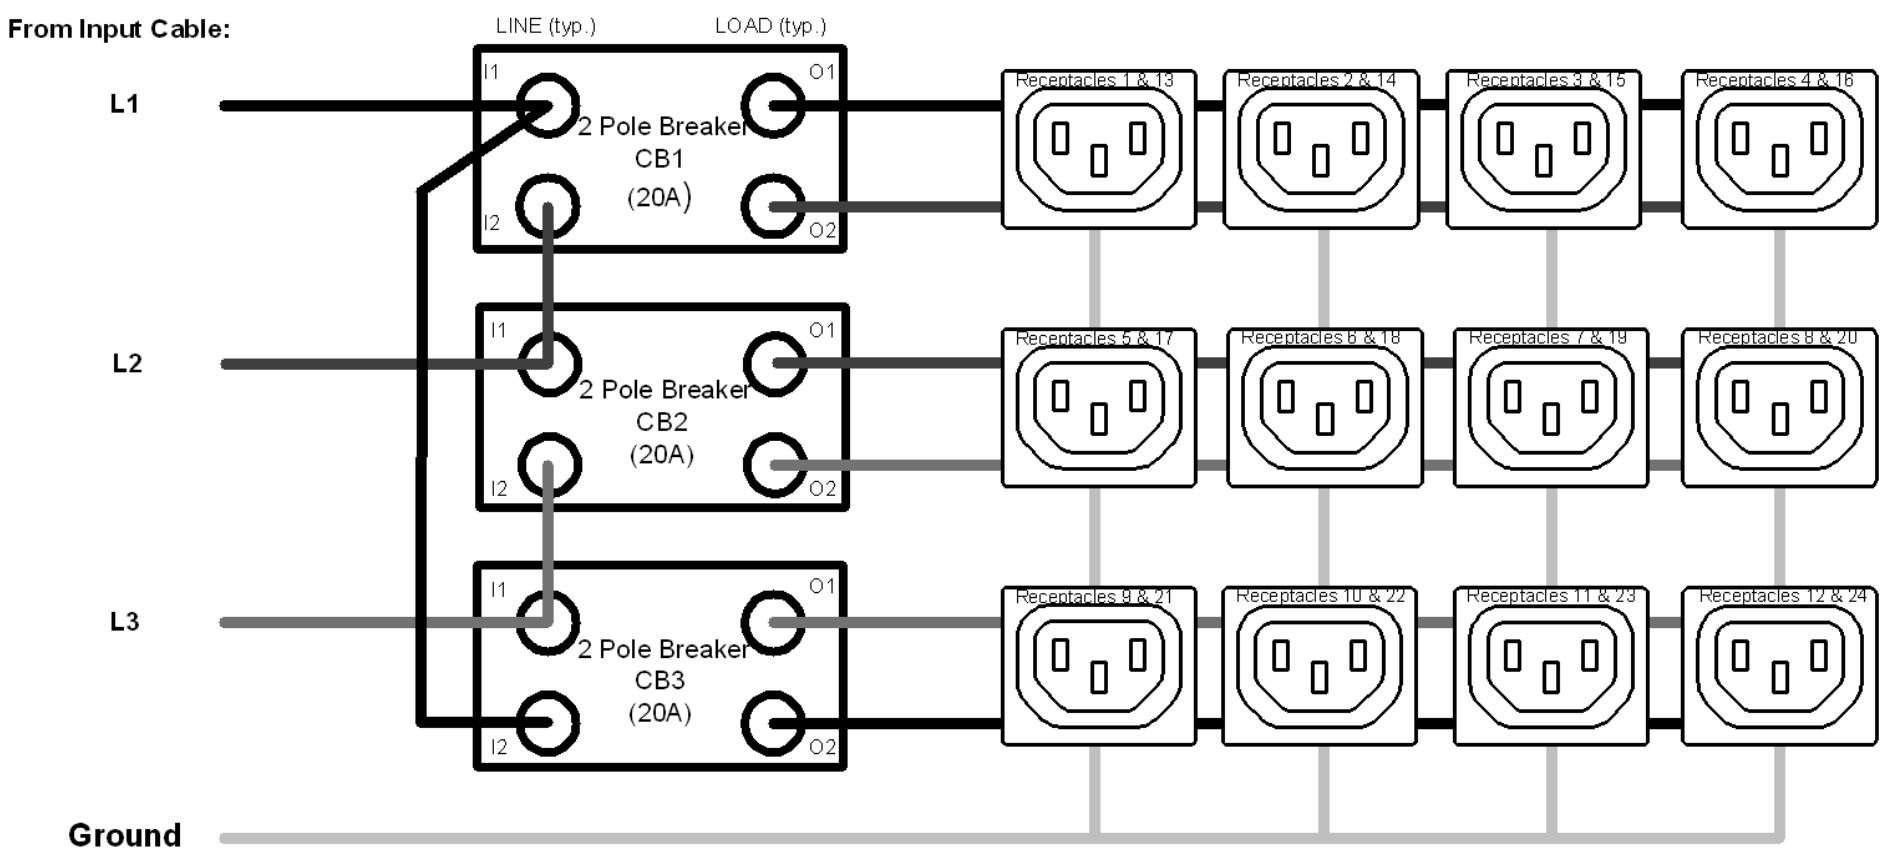 From Input Cable:
LINE (typ.)
LOAD (typ.)
L1
I1
O1
2 Pole Breaker
CB1
(20A)
I2
O2
Receptacles 1 & 13
Receptacles 2 & 14
Receptacles 3 & 15
Receptacles 4 & 16
L2
I1
O1
2 Pole Breaker
CB2
(20A)
I2
O2
Receptacles 5 & 17
Receptacles 6 & 18
Receptacles 7 & 19
Receptacles 8 & 20
L3
I1
O1
2 Pole Breaker
CB3
(20A)
I2
O2
Receptacles 9 & 21
Receptacles 10 & 22
Receptacles 11 & 23
Receptacles 12 & 24
Ground